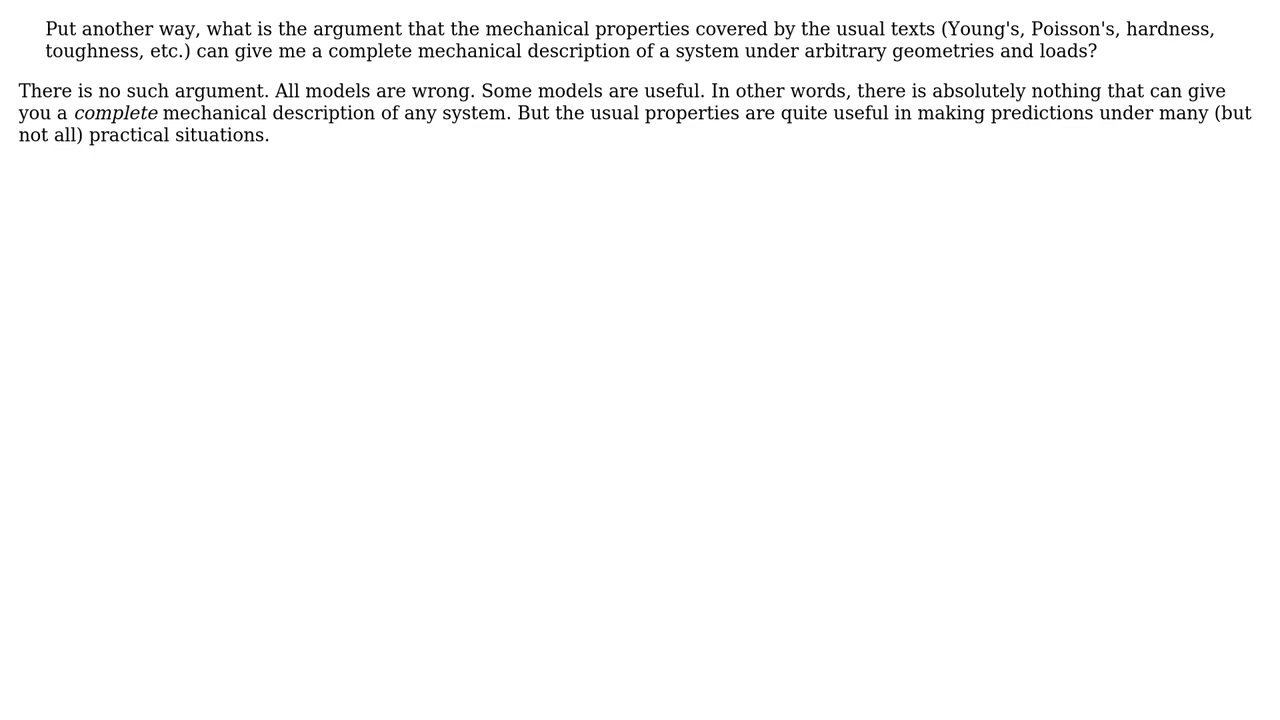 Put another way, what is the argument that the mechanical properties covered by the usual texts (Young's, Poisson's, hardness,
toughness, etc.) can give me a complete mechanical description of a system under arbitrary geometries and loads?
There is no such argument. All models are wrong. Some models are useful. In other words, there is absolutely nothing that can give
you a complete mechanical description of any system. But the usual properties are quite useful in making predictions under many (but
not all) practical situations.